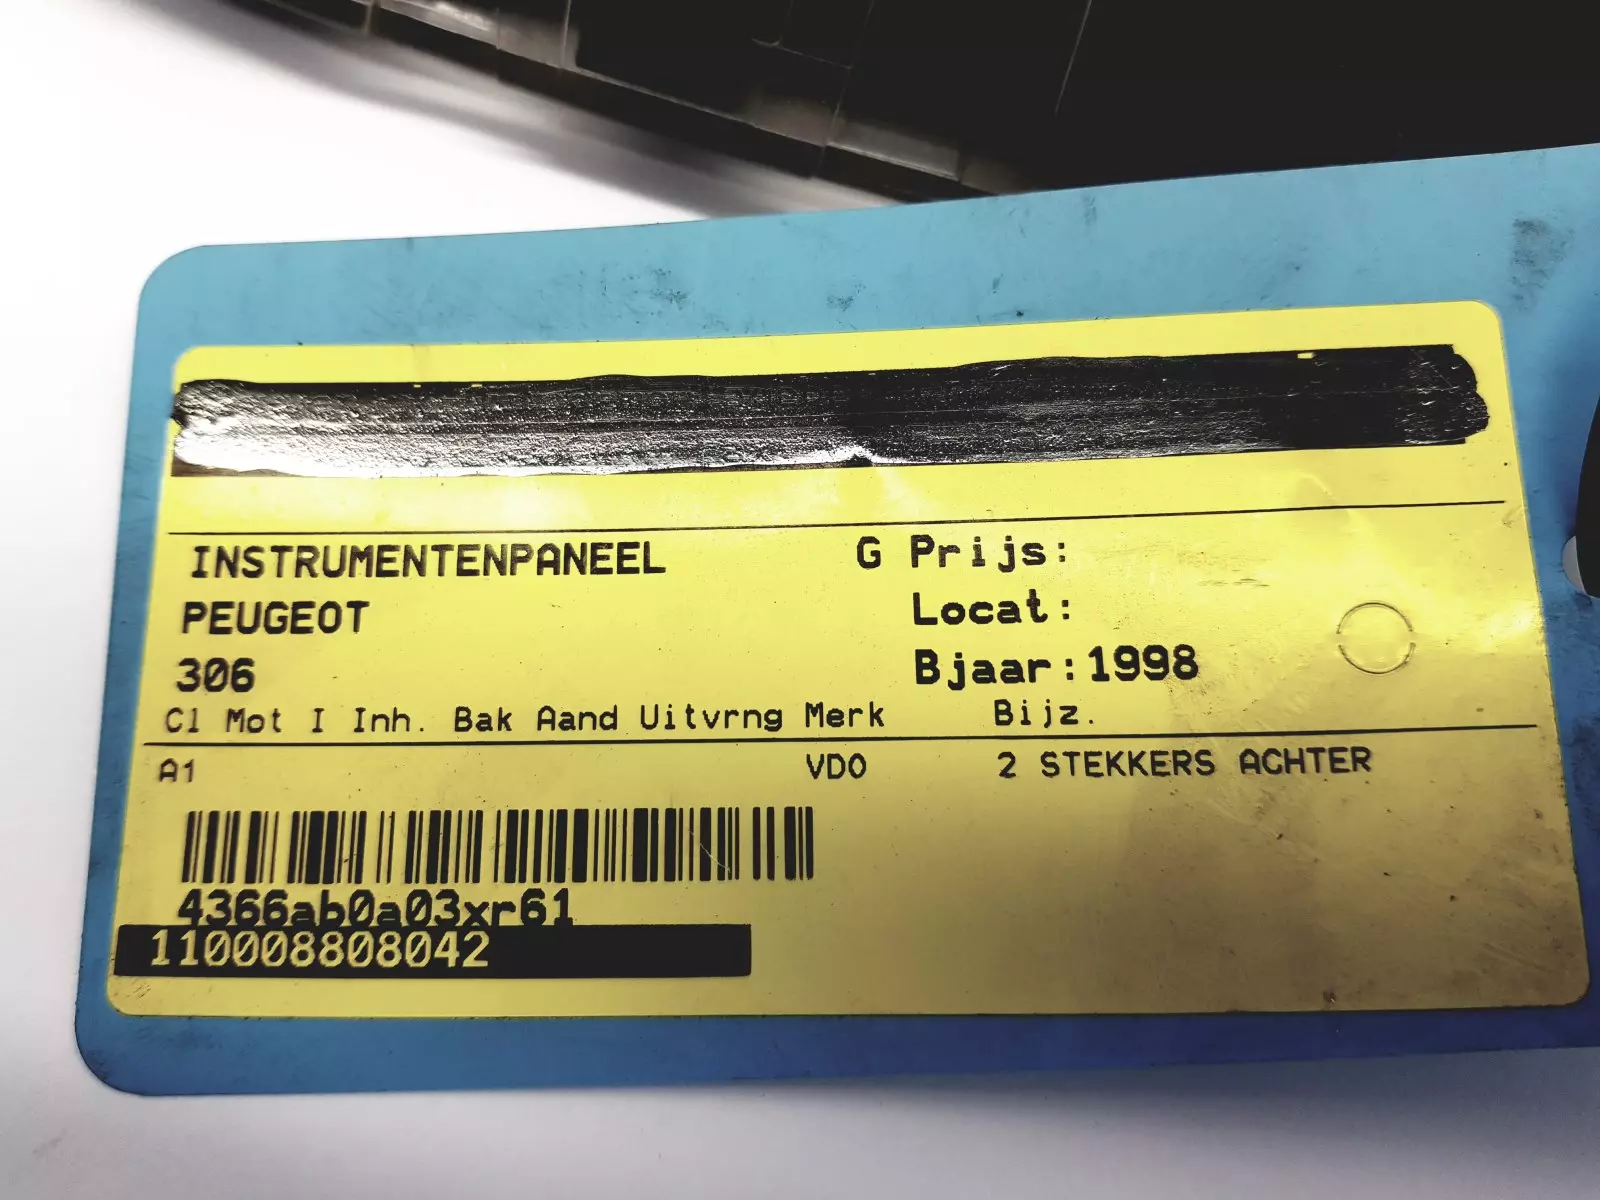 INSTRUMENTENPANEEL G Prijs:
PEUGEOT Locat:
306 Bjaar:1998
Cl Mot I Inh. Bak Aand Uitvrng Merk Bijz.
A1 VDO 2 STEKKERS ACHTER
4366ab0a03xr61
110008808042